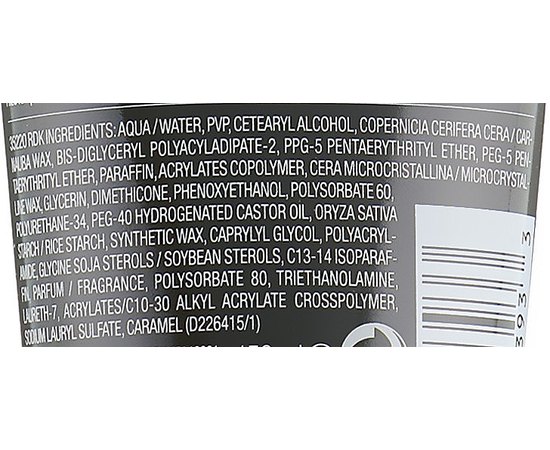 35220 RDK INGREDIENTS: AQUA / WATER, PVP, CETEARYL ALCOHOL, COPERNICIA CERIFERA CERA / CAR-
NAUBA WAX, BIS-DIGLYCERYL POLYACYLADIPATE-2, PPG-5 PENTAERYTHRITYL ETHER, PEG-5 PEN-
TAERYTHRITYL ETHER, PARAFFIN, ACRYLATES COPOLYMER, CERA MICROCRISTALLINA / MICROCRYSTAL-
LINE WAX, GLYCERIN, DIMETHICONE, PHENOXYETHANOL, POLYSORBATE 60,
POLYURETHANE-34, PEG-40 HYDROGENATED CASTOR OIL, ORYZA SATIVA
STARCH / RICE STARCH, SYNTHETIC WAX, CAPRYLYL GLYCOL, POLYACRYL-
AMIDE, GLYCINE SOJA STEROLS / SOYBEAN STEROLS, C13-14 ISOPARAF-
FIN, PARFUM / FRAGRANCE, POLYSORBATE 80, TRIETHANOLAMINE,
LAURETH-7, ACRYLATES/C10-30 ALKYL ACRYLATE CROSSPOLYMER,
SODIUM LAURYL SULFATE, CARAMEL (D226415/1)